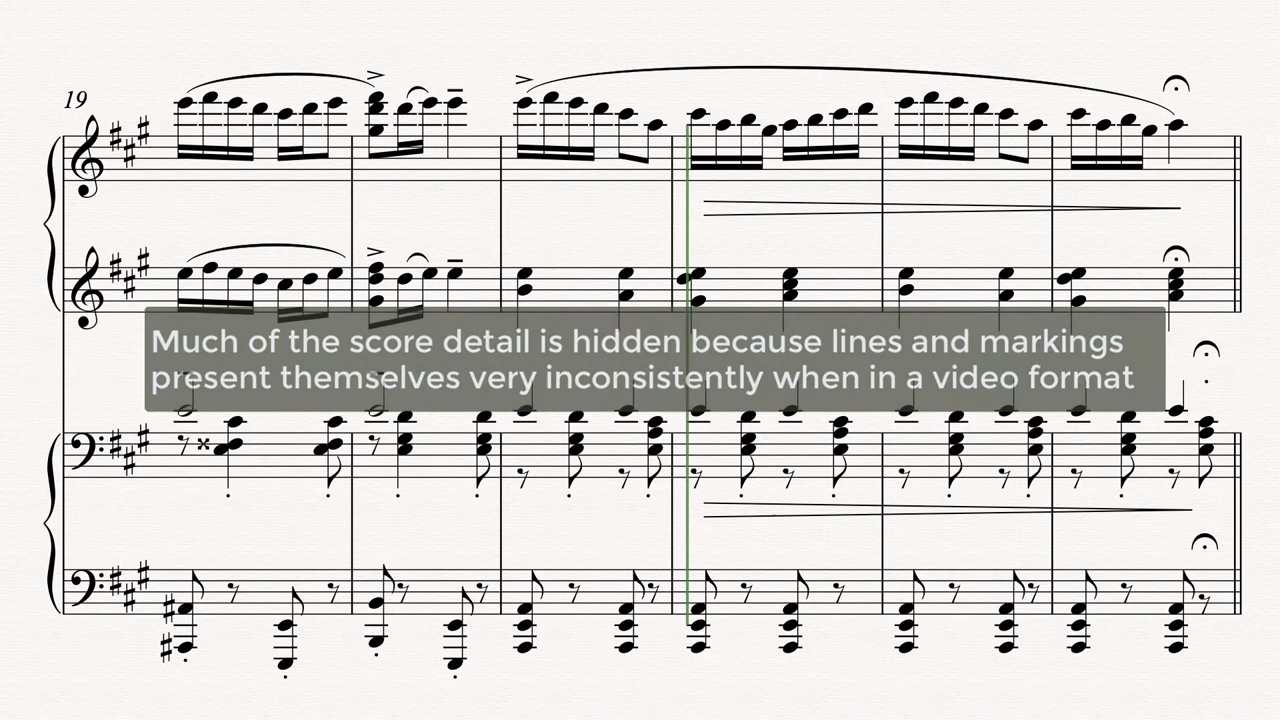 19
Much of the score detail is hidden because lines and markings
present themselves very inconsistently when in a video format